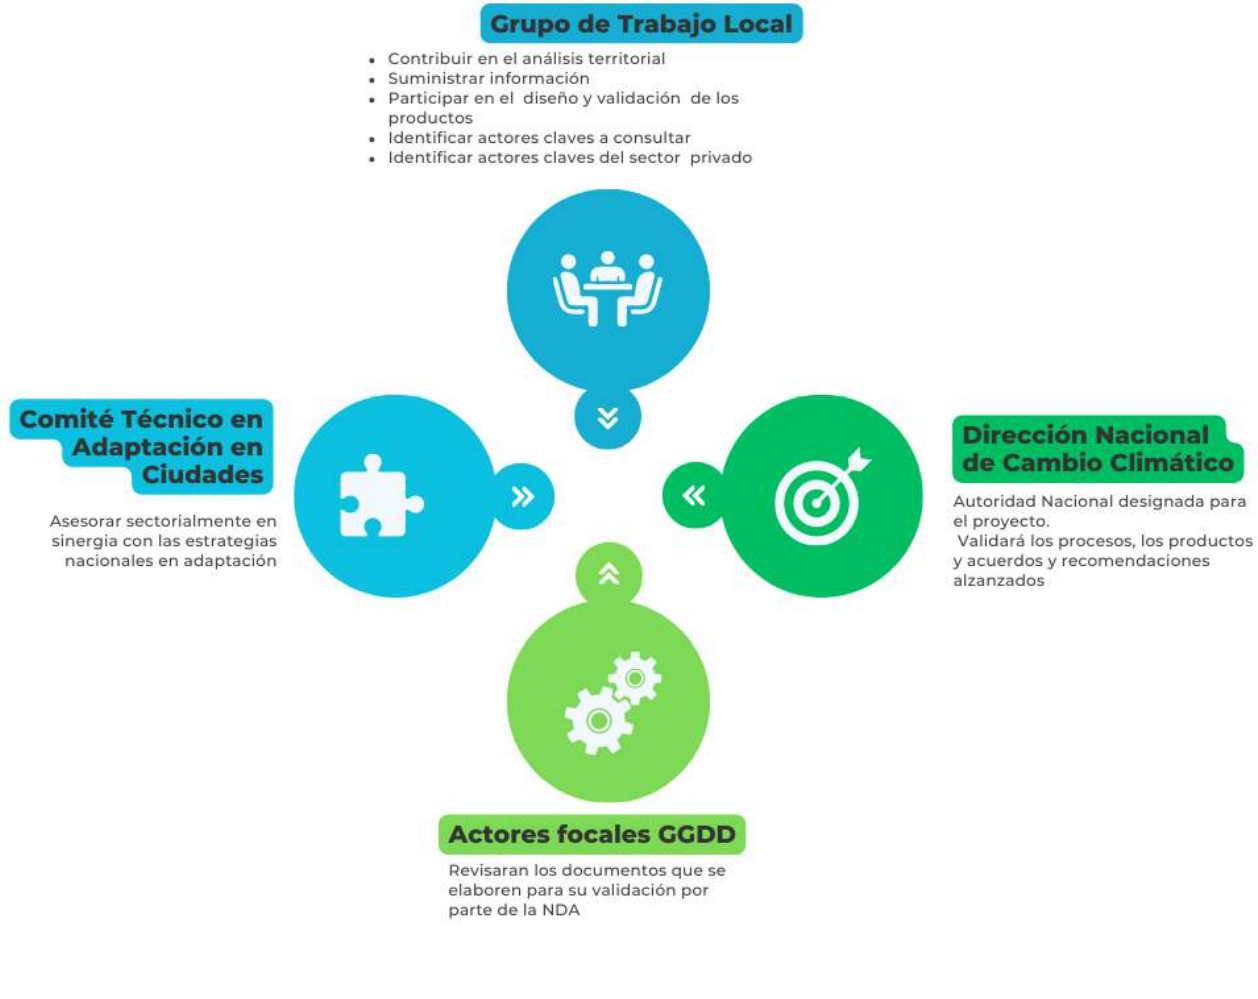 Grupo de Trabajo Local
• Contribuir en el análisis territorial
• Suministrar información
• Participar en el diseño y validación de los
productos
• Identificar actores claves a consultar
• Identificar actores claves del sector privado
Comité Técnico en
Adaptación en
Ciudades
Asesorar sectorialmente en
sinergia con las estrategias
nacionales en adaptación
Dirección Nacional
de Cambio Climático
Autoridad Nacional designada para
el proyecto.
Validará los procesos, los productos
y acuerdos y recomendaciones
alzanzados
Actores focales GGDD
Revisaran los documentos que se
elaboren para su validación por
parte de la NDA